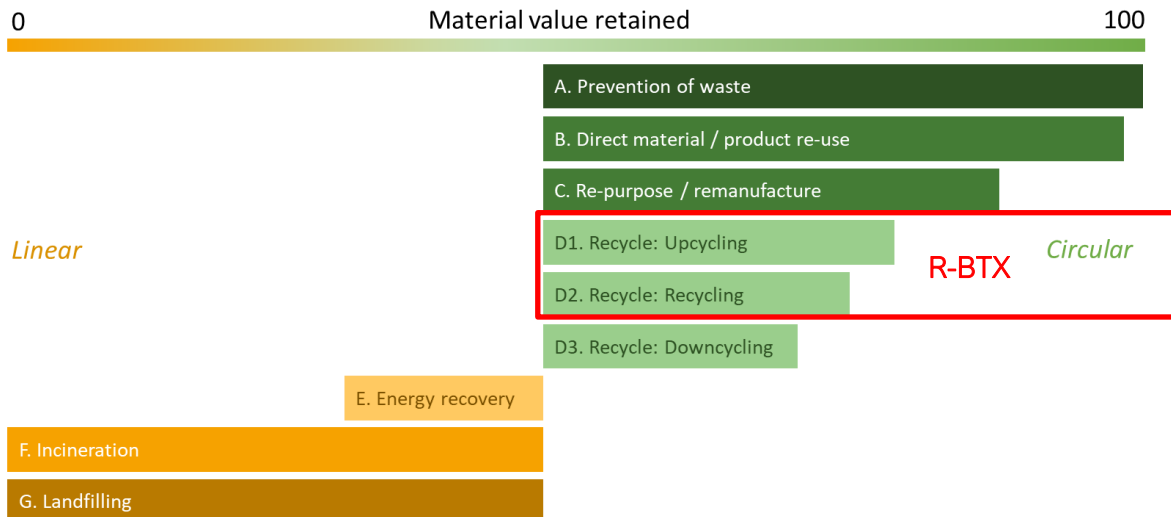 0 Material value retained 100
A. Prevention of waste
B. Direct material / product re-use
C. Re-purpose / remanufacture
D1. Recycle: Upcycling
Linear R-BTX Circular
D2. Recycle: Recycling
D3. Recycle: Downcycling
E. Energy recovery
F. Incineration
G. Landfilling